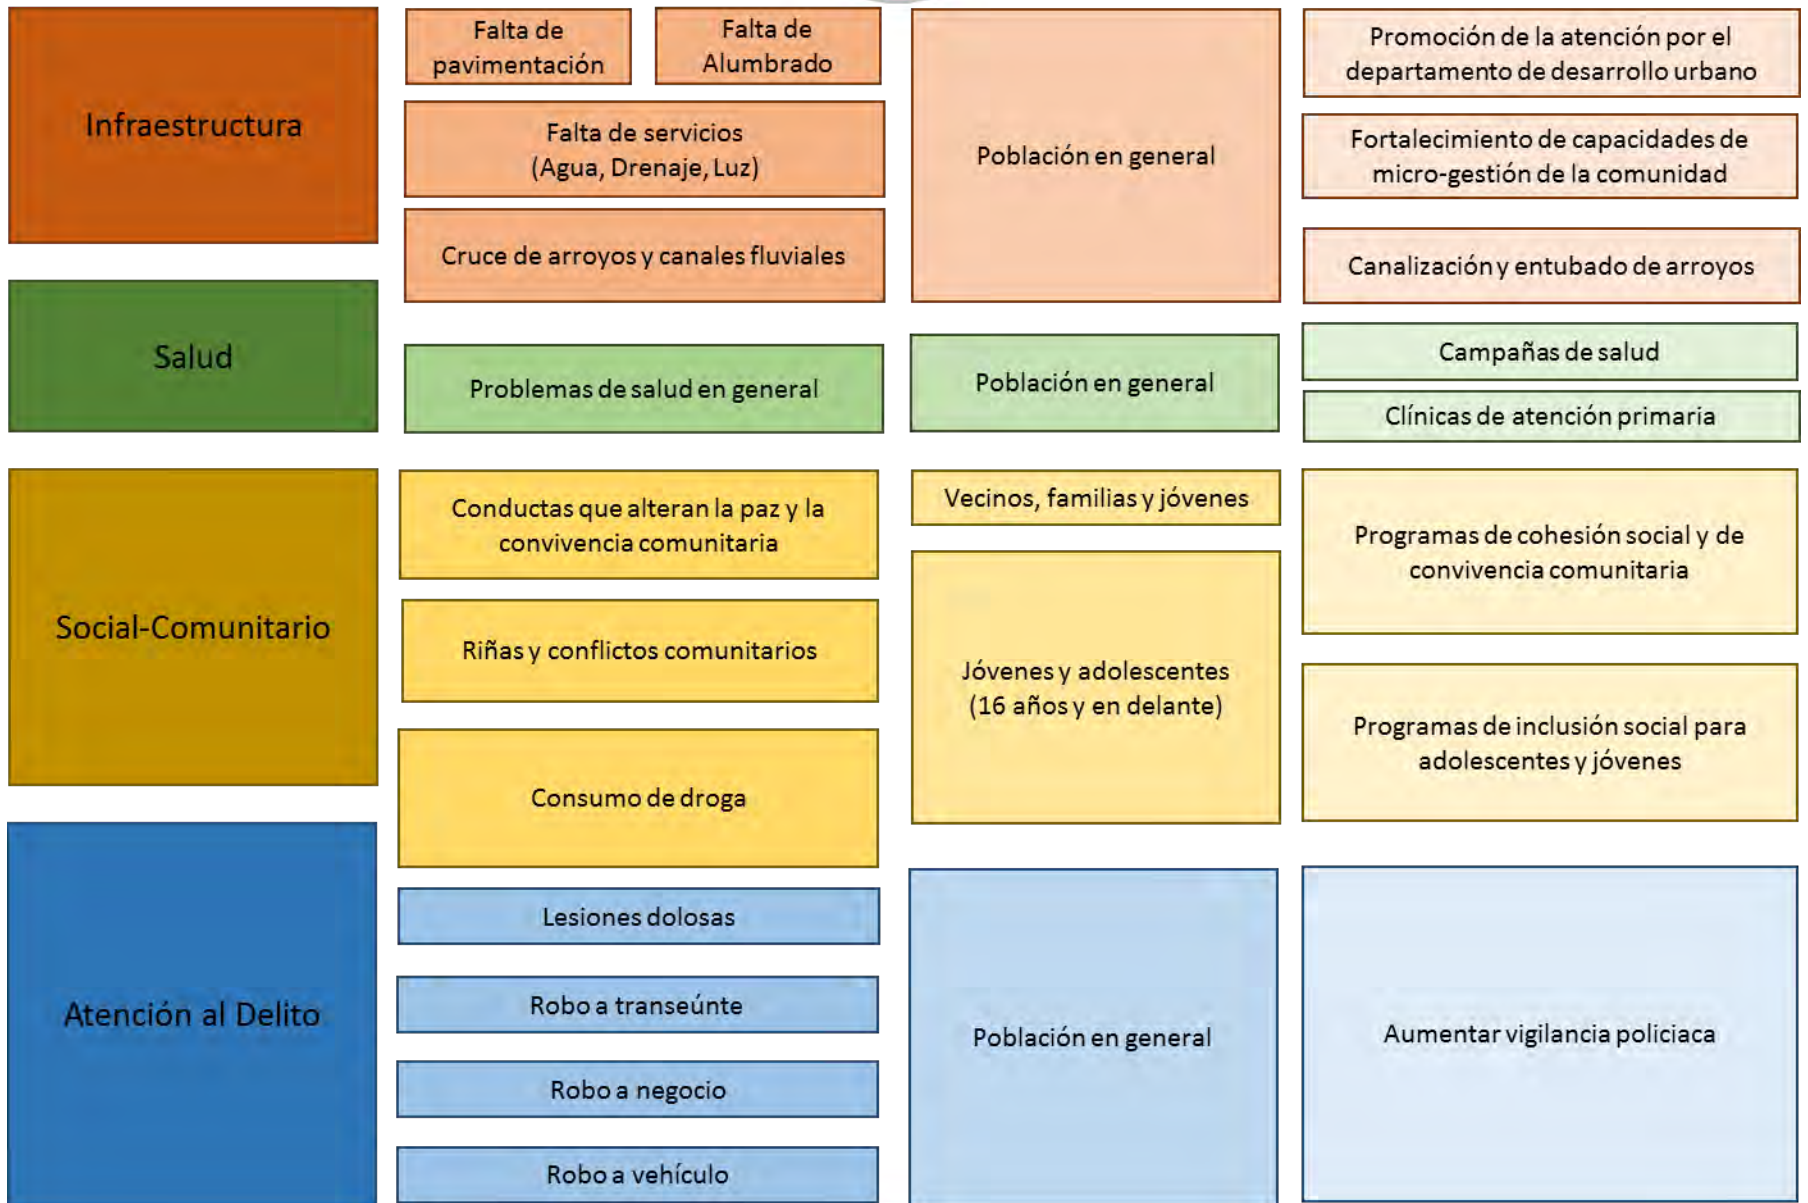 Infraestructura
Falta de
pavimentación
Falta de
Alumbrado
Falta de servicios
(Agua, Drenaje, Luz)
Cruce de arroyos y canales fluviales
Población en general
Promoción de la atención por el
departamento de desarrollo urbano
Fortalecimiento de capacidades de
micro-gestión de la comunidad
Canalización y entubado de arroyos
Salud
Problemas de salud en general
Población en general
Campañas de salud
Clínicas de atención primaria
Social-Comunitario
Conductas que alteran la paz y la
convivencia comunitaria
Riñas y conflictos comunitarios
Consumo de droga
Vecinos, familias y jóvenes
Jóvenes y adolescentes
(16 años y en delante)
Programas de cohesión social y de
convivencia comunitaria
Programas de inclusión social para
adolescentes y jóvenes
Atención al Delito
Lesiones dolosas
Robo a transeúnte
Robo a negocio
Robo a vehículo
Población en general
Aumentar vigilancia policiaca